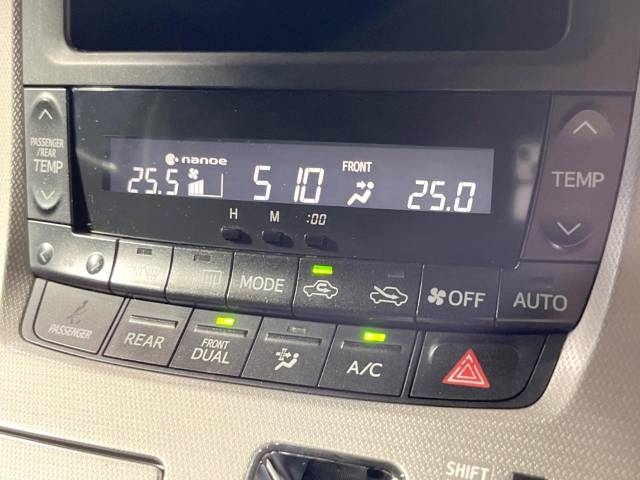 PASSENGER
/REAR
TEMP
nanoe
25.5
5 10
FRONT
25.0
TEMP
H M :00
MODE
OFF
AUTO
PASSENGER
REAR
FRONT
DUAL
A/C
SHIFT